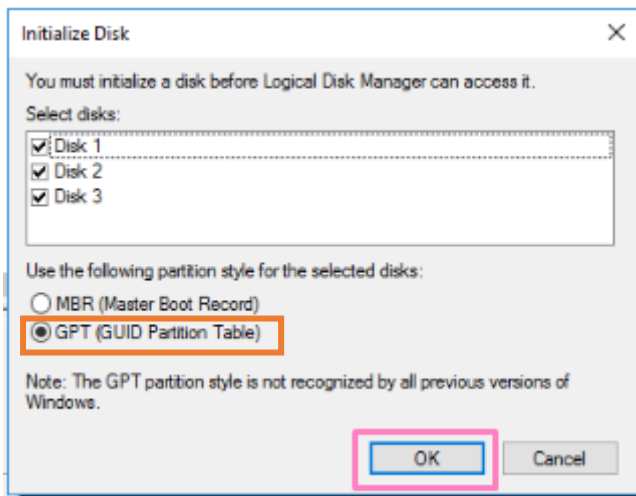 Initialize Disk
You must initialize a disk before Logical Disk Manager can access it.
Select disks:
Disk 1
Disk 2
Disk 3
Use the following partition style for the selected disks:
MBR (Master Boot Record)
GPT (GUID Partition Table)
Note: The GPT partition style is not recognized by all previous versions of
Windows.
OK Cancel